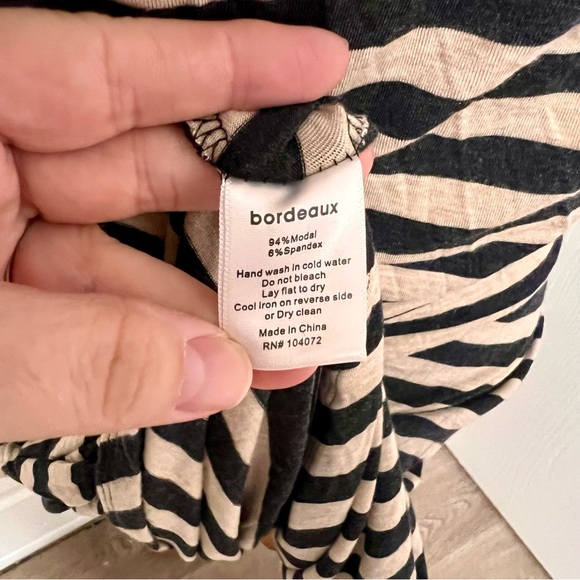 bordeaux
94%Modal
6%Spandex
Hand wash in cold water
Do not bleach
Lay flat to dry
Cool iron on reverse side
or Dry clean
Made in China
RN# 104072